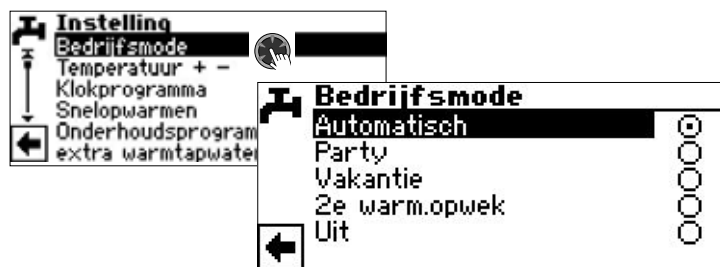 Instelling
Bedrijfsmode
Temperatuur + -
Klokprogramma
Snelopwarmen
Onderhoudsprogram
extra warmtapwater
Bedrijfsmode
Automatisch
Party
Vakantie
2e warm.opwek
Uit